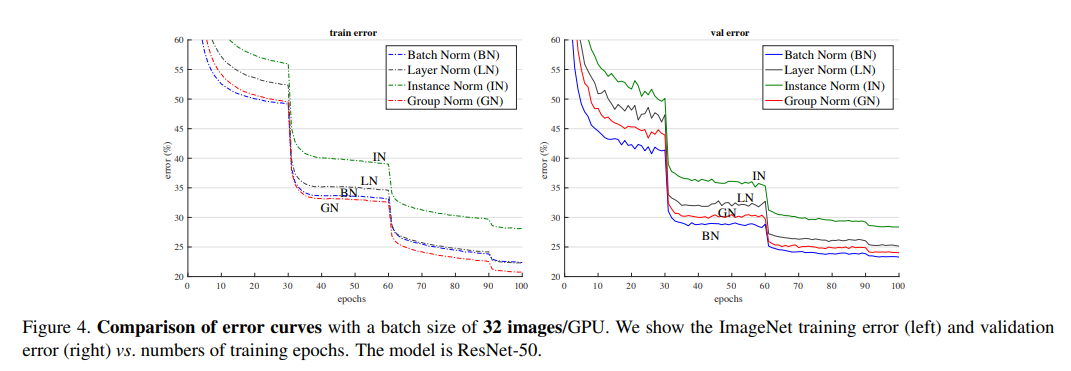 train error
60
55
50
45
40
35
30
25
20
error (%)
0 10 20 30 40 50 60 70 80 90 100
epochs
Batch Norm (BN)
Layer Norm (LN)
Instance Norm (IN)
Group Norm (GN)
IN
LN
BN
GN
val error
60
55
50
45
40
35
30
25
20
error (%)
0 10 20 30 40 50 60 70 80 90 100
epochs
Batch Norm (BN)
Layer Norm (LN)
Instance Norm (IN)
Group Norm (GN)
IN
LN
GN
BN
Figure 4. Comparison of error curves with a batch size of 32 images/GPU. We show the ImageNet training error (left) and validation
error (right) vs. numbers of training epochs. The model is ResNet-50.